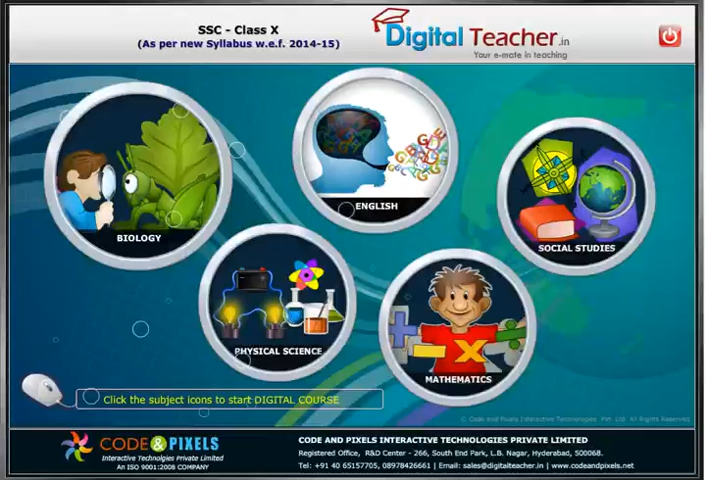 SSC - Class X
(As per new Syllabus w.e.f. 2014-15)
Digital Teacher.in
Your e-mate in teaching
BIOLOGY
ENGLISH
SOCIAL STUDIES
PHYSICAL SCIENCE
MATHEMATICS
Click the subject icons to start DIGITAL COURSE
© Code and Pixels Interactive Technologies Pvt. Ltd. All Rights Reserved
CODE & PIXELS
Interactive Technologies Private Limited
An ISO 9001:2008 COMPANY
CODE AND PIXELS INTERACTIVE TECHNOLOGIES PRIVATE LIMITED
Registered Office, R&D Center - 266, South End Park, L.B. Nagar, Hyderabad, 500068.
Tel: +91 40 65157705, 08978426661 | Email: sales@digitalteacher.in | www.codeandpixels.net